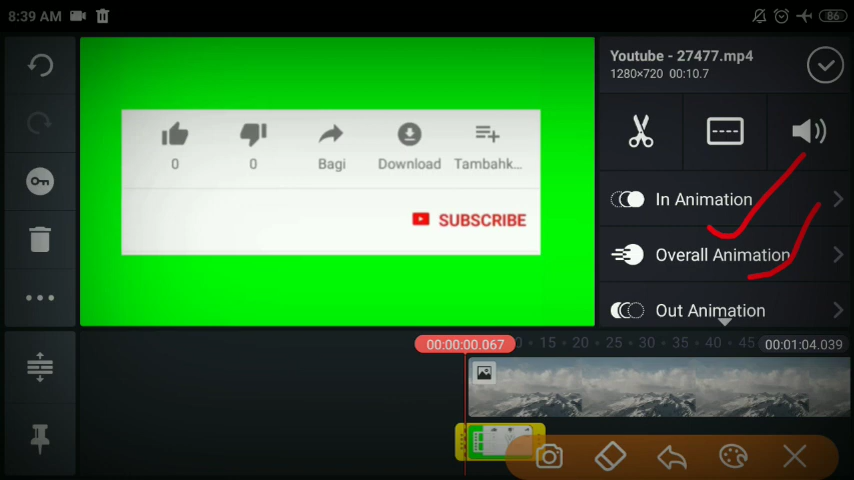 8:39 AM
86
Youtube - 27477.mp4
1280×720 00:10.7
0
0
Bagi
Download
Tambahk...
SUBSCRIBE
In Animation
Overall Animation
Out Animation
00:00:00.067
15 20 25 30 35 40 45
00:01:04.039